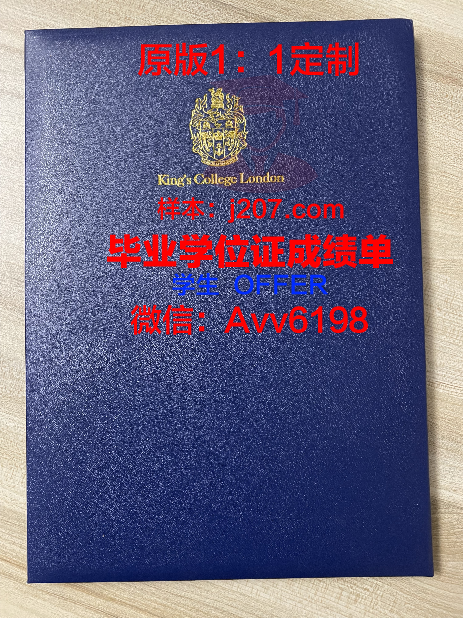 原版1：1定制
King's College London
样本：j207.com
毕业学位证成绩单
学生 OFFER
微信：Avv6198